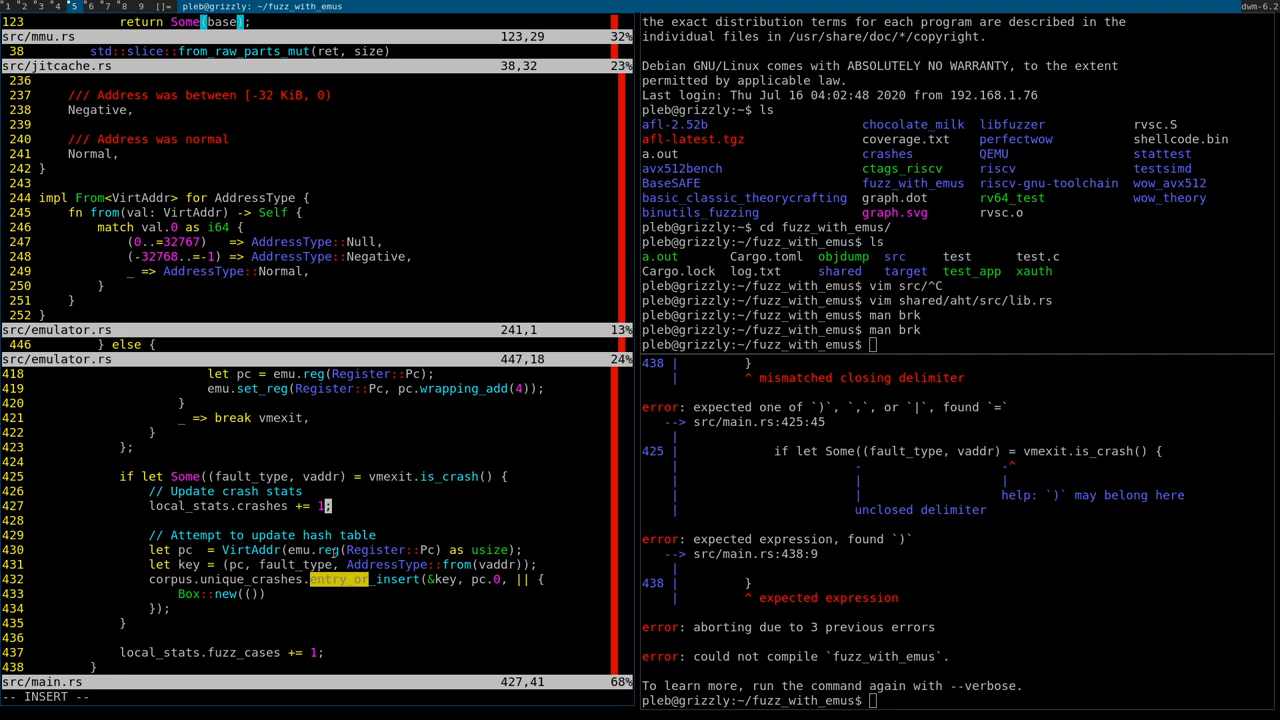 1 2 3 4 5 6 7 8 9 []= pleb@grizzly: ~/fuzz_with_emus dwm-6.2
123 return Some(base);
src/mmu.rs 123,29 32%
38 std::slice::from_raw_parts_mut(ret, size)
src/jitcache.rs 38,32 23%
236
237 /// Address was between [-32 KiB, 0)
238 Negative,
239
240 /// Address was normal
241 Normal,
242 }
243
244 impl From<VirtAddr> for AddressType {
245 fn from(val: VirtAddr) -> Self {
246 match val.0 as i64 {
247 (0..=32767) => AddressType::Null,
248 (-32768..=-1) => AddressType::Negative,
249 _ => AddressType::Normal,
250 }
251 }
252 }
src/emulator.rs 241,1 13%
446 } else {
src/emulator.rs 447,18 24%
418 let pc = emu.reg(Register::Pc);
419 emu.set_reg(Register::Pc, pc.wrapping_add(4));
420 }
421 _ => break vmexit,
422 }
423 };
424
425 if let Some((fault_type, vaddr) = vmexit.is_crash() {
426 // Update crash stats
427 local_stats.crashes += 1;
428
429 // Attempt to update hash table
430 let pc  = VirtAddr(emu.reg(Register::Pc) as usize);
431 let key = (pc, fault_type, AddressType::from(vaddr));
432 corpus.unique_crashes.entry_or_insert(&key, pc.0, || {
433 Box::new(())
434 });
435 }
436
437 local_stats.fuzz_cases += 1;
438 }
src/main.rs 427,41 68%
-- INSERT --
the exact distribution terms for each program are described in the
individual files in /usr/share/doc/*/copyright.

Debian GNU/Linux comes with ABSOLUTELY NO WARRANTY, to the extent
permitted by applicable law.
Last login: Thu Jul 16 04:02:48 2020 from 192.168.1.76
pleb@grizzly:~$ ls
afl-2.52b chocolate_milk libfuzzer rvsc.S
afl-latest.tgz coverage.txt perfectwow shellcode.bin
a.out crashes QEMU stattest
avx512bench ctags_riscv riscv testsimd
BaseSAFE fuzz_with_emus riscv-gnu-toolchain wow_avx512
basic_classic_theorycrafting graph.dot rv64_test wow_theory
binutils_fuzzing graph.svg rvsc.o
pleb@grizzly:~$ cd fuzz_with_emus/
pleb@grizzly:~/fuzz_with_emus$ ls
a.out Cargo.toml objdump src test test.c
Cargo.lock log.txt shared target test_app xauth
pleb@grizzly:~/fuzz_with_emus$ vim src/^C
pleb@grizzly:~/fuzz_with_emus$ vim shared/aht/src/lib.rs
pleb@grizzly:~/fuzz_with_emus$ man brk
pleb@grizzly:~/fuzz_with_emus$ man brk
pleb@grizzly:~/fuzz_with_emus$
438 | }
| ^ mismatched closing delimiter

error: expected one of `)`, `,`, or `|`, found `=`
--> src/main.rs:425:45
|
425 | if let Some((fault_type, vaddr) = vmexit.is_crash() {
| - -^
| | |
| | help: `)` may belong here
| unclosed delimiter

error: expected expression, found `)`
--> src/main.rs:438:9
|
438 | }
| ^ expected expression

error: aborting due to 3 previous errors

error: could not compile `fuzz_with_emus`.

To learn more, run the command again with --verbose.
pleb@grizzly:~/fuzz_with_emus$